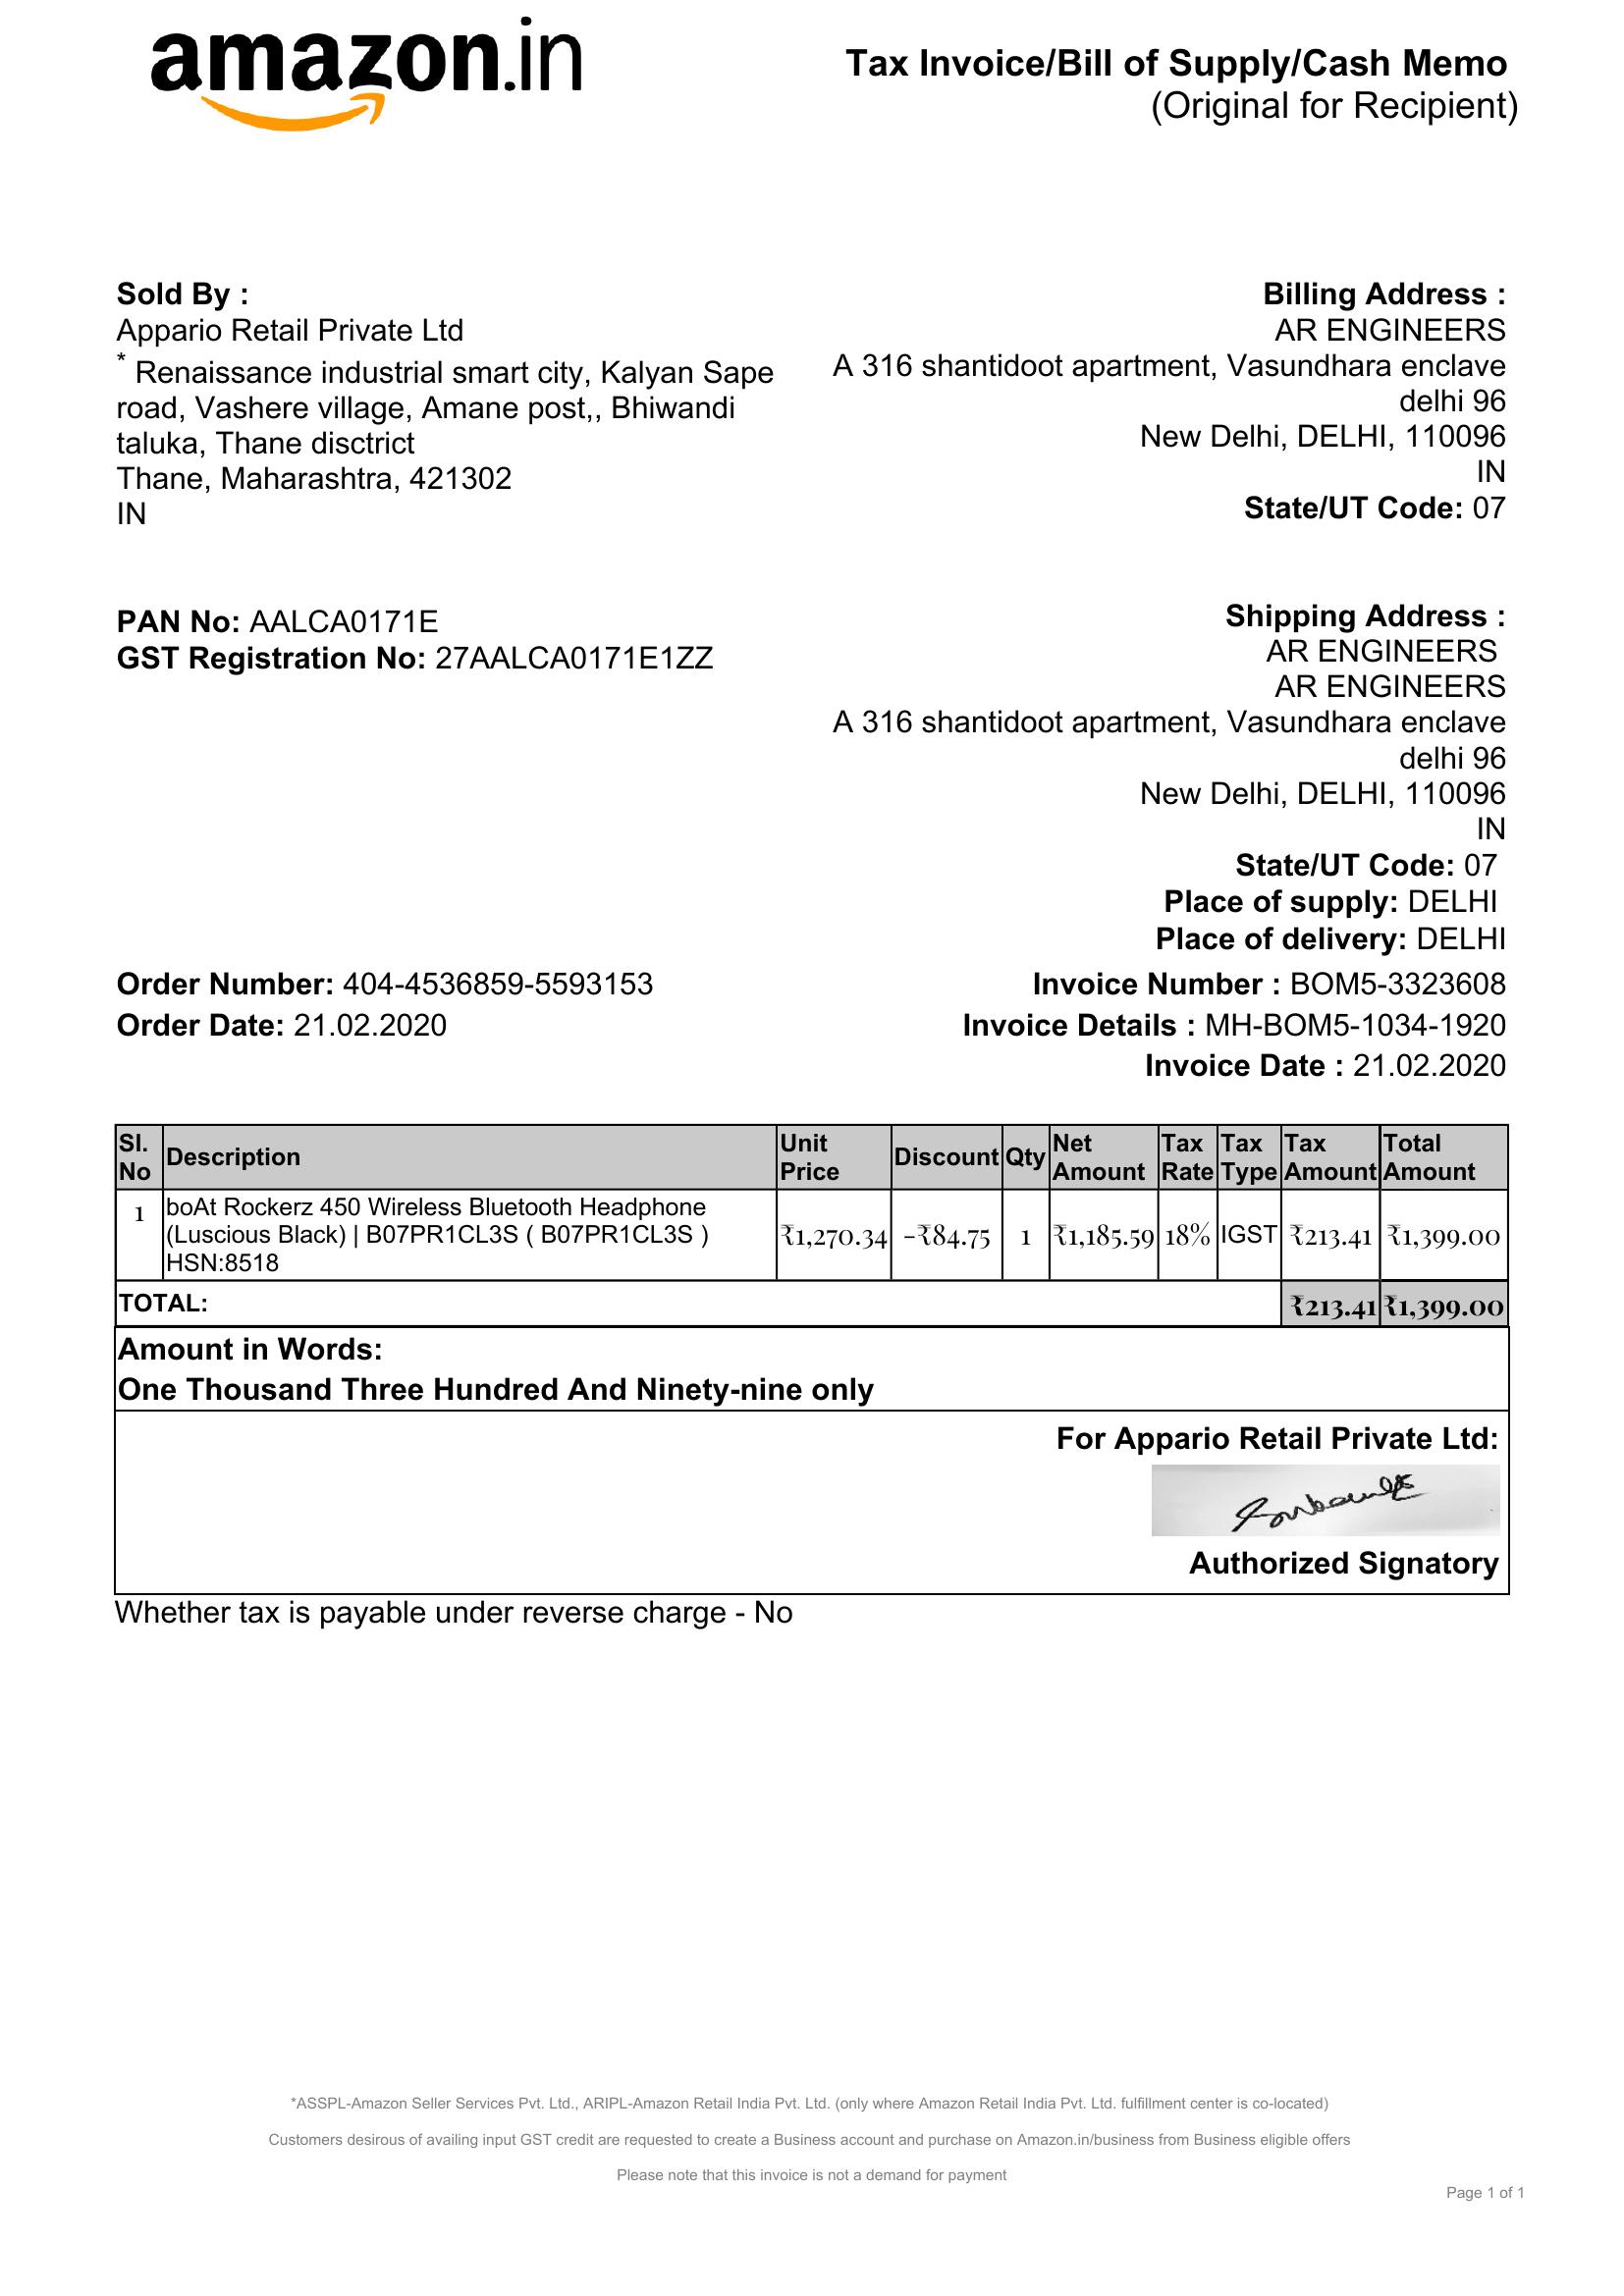 amazon.in
Tax Invoice/Bill of Supply/Cash Memo
(Original for Recipient)
Sold By :
Appario Retail Private Ltd
* Renaissance industrial smart city, Kalyan Sape
road, Vashere village, Amane post,, Bhiwandi
taluka, Thane disctrict
Thane, Maharashtra, 421302
IN
Billing Address :
AR ENGINEERS
A 316 shantidoot apartment, Vasundhara enclave
delhi 96
New Delhi, DELHI, 110096
IN
State/UT Code: 07
PAN No: AALCA0171E
GST Registration No: 27AALCA0171E1ZZ
Shipping Address :
AR ENGINEERS
AR ENGINEERS
A 316 shantidoot apartment, Vasundhara enclave
delhi 96
New Delhi, DELHI, 110096
IN
State/UT Code: 07
Place of supply: DELHI
Place of delivery: DELHI
Order Number: 404-4536859-5593153
Order Date: 21.02.2020
Invoice Number : BOM5-3323608
Invoice Details : MH-BOM5-1034-1920
Invoice Date : 21.02.2020
Sl. No Description Unit Price Discount Qty Net Amount Tax Rate Tax Type Tax Amount Total Amount
1 boAt Rockerz 450 Wireless Bluetooth Headphone
(Luscious Black) | B07PR1CL3S ( B07PR1CL3S )
HSN:8518
₹1,270.34 -₹84.75 1 ₹1,185.59 18% IGST ₹213.41 ₹1,399.00
TOTAL: ₹213.41 ₹1,399.00
Amount in Words:
One Thousand Three Hundred And Ninety-nine only
For Appario Retail Private Ltd:
Authorized Signatory
Whether tax is payable under reverse charge - No
*ASSPL-Amazon Seller Services Pvt. Ltd., ARIPL-Amazon Retail India Pvt. Ltd. (only where Amazon Retail India Pvt. Ltd. fulfillment center is co-located)
Customers desirous of availing input GST credit are requested to create a Business account and purchase on Amazon.in/business from Business eligible offers
Please note that this invoice is not a demand for payment
Page 1 of 1